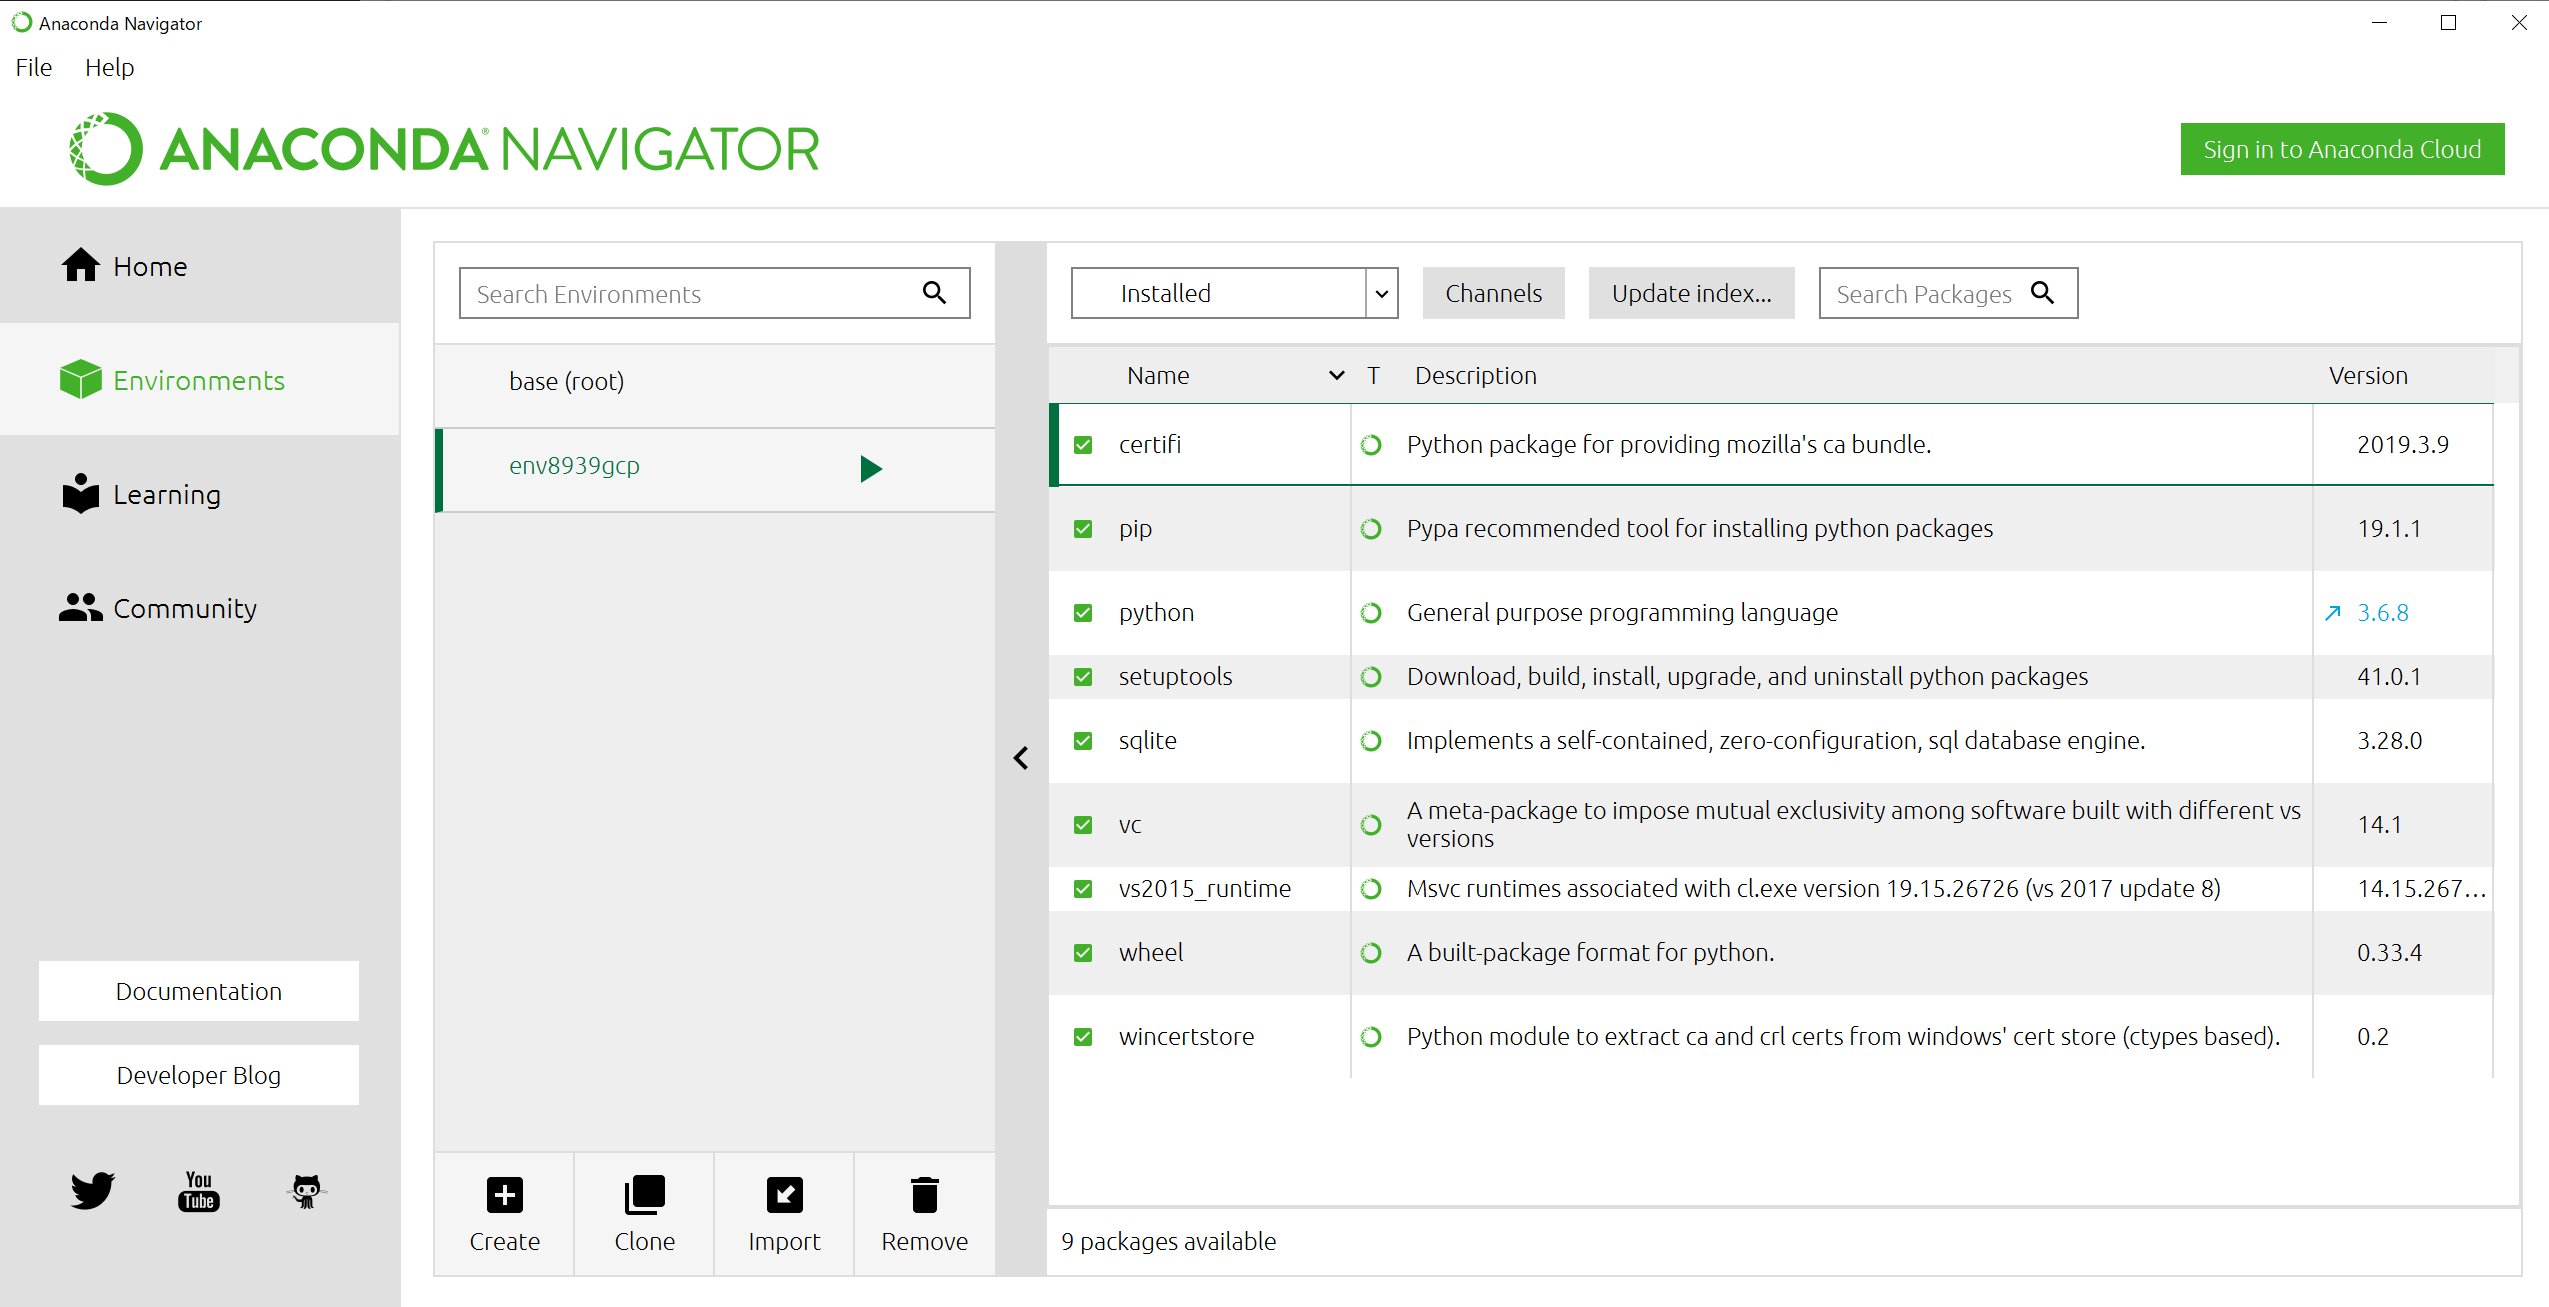 Anaconda Navigator
File Help
ANACONDA® NAVIGATOR
Sign in to Anaconda Cloud
Home
Environments
Learning
Community
Documentation
Developer Blog
You
Tube
Search Environments
base (root)
env8939gcp
Create Clone Import Remove
Installed Channels Update index... Search Packages
Name T Description Version
certifi Python package for providing mozilla's ca bundle. 2019.3.9
pip Pypa recommended tool for installing python packages 19.1.1
python General purpose programming language 3.6.8
setuptools Download, build, install, upgrade, and uninstall python packages 41.0.1
sqlite Implements a self-contained, zero-configuration, sql database engine. 3.28.0
vc A meta-package to impose mutual exclusivity among software built with different vs
versions 14.1
vs2015_runtime Msvc runtimes associated with cl.exe version 19.15.26726 (vs 2017 update 8) 14.15.267...
wheel A built-package format for python. 0.33.4
wincertstore Python module to extract ca and crl certs from windows' cert store (ctypes based). 0.2
9 packages available